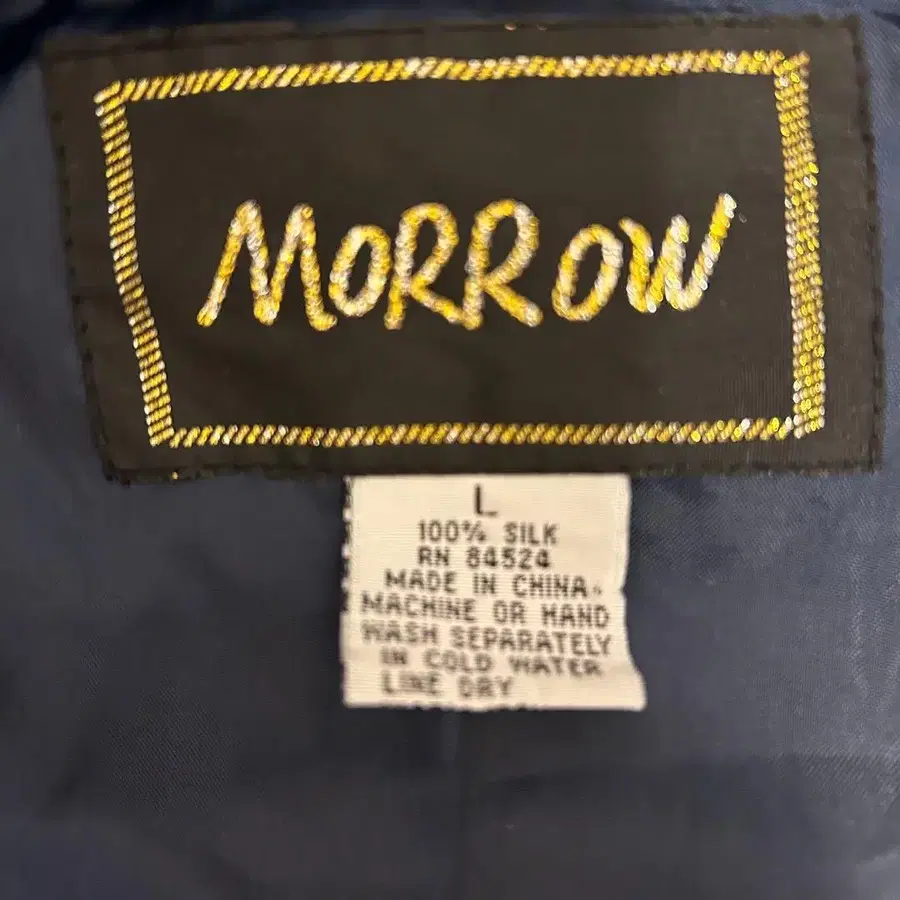 MORROW
L
100% SILK
RN 84524
MADE IN CHINA.
MACHINE OR HAND
WASH SEPARATELY
IN COLD WATER
LINE DRY